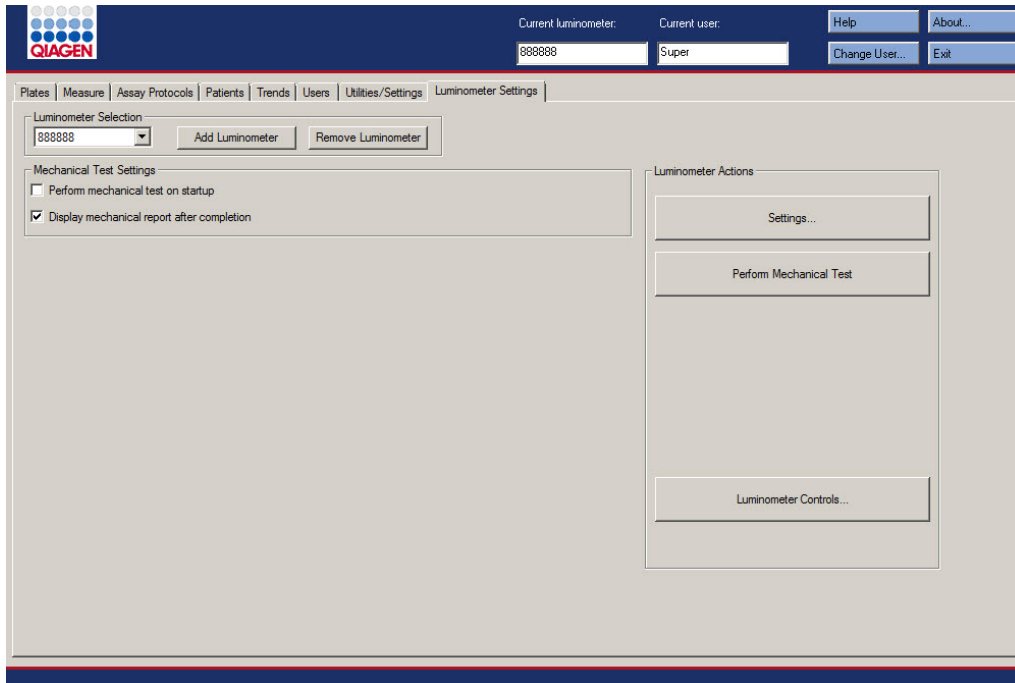 QIAGEN
Current luminometer:
Current user:
Help
About...
888888
Super
Change User...
Exit
Plates
Measure
Assay Protocols
Patients
Trends
Users
Utilities/Settings
Luminometer Settings
Luminometer Selection
888888
Add Luminometer
Remove Luminometer
Mechanical Test Settings
Perform mechanical test on startup
Display mechanical report after completion
Luminometer Actions
Settings...
Perform Mechanical Test
Luminometer Controls...